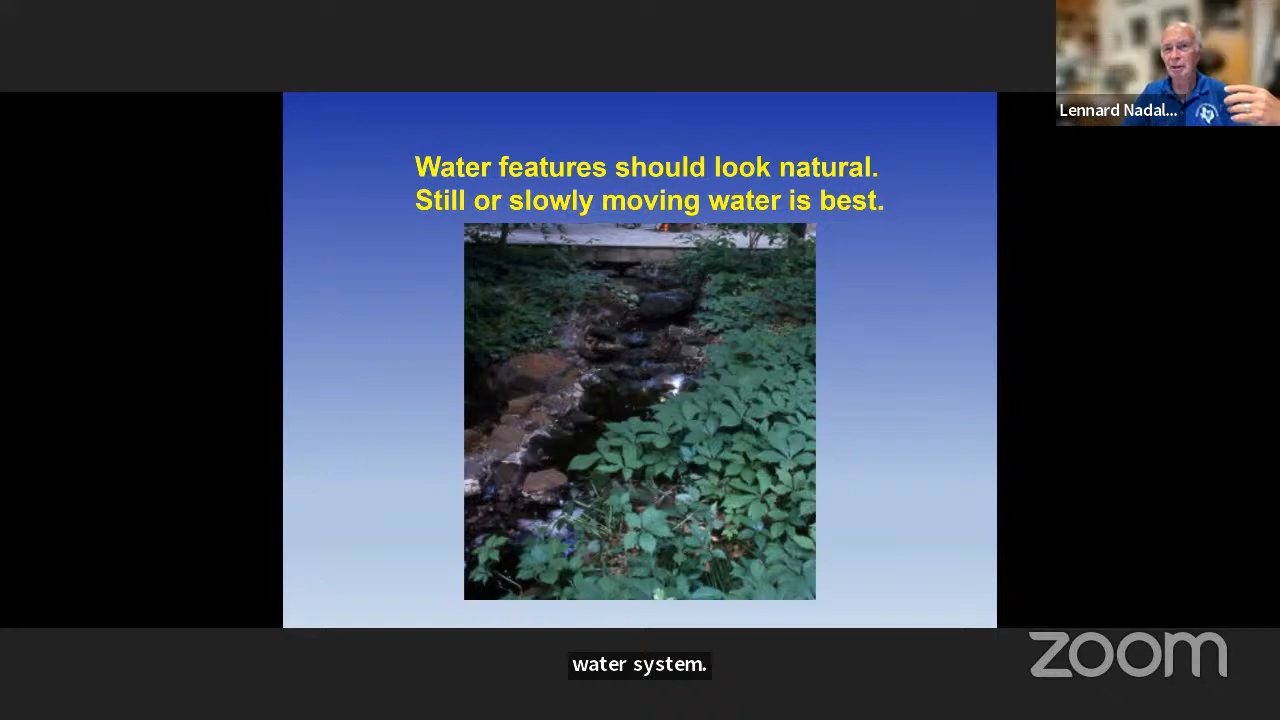 Lennard Nadal...
Water features should look natural.
Still or slowly moving water is best.
water system.
zoom